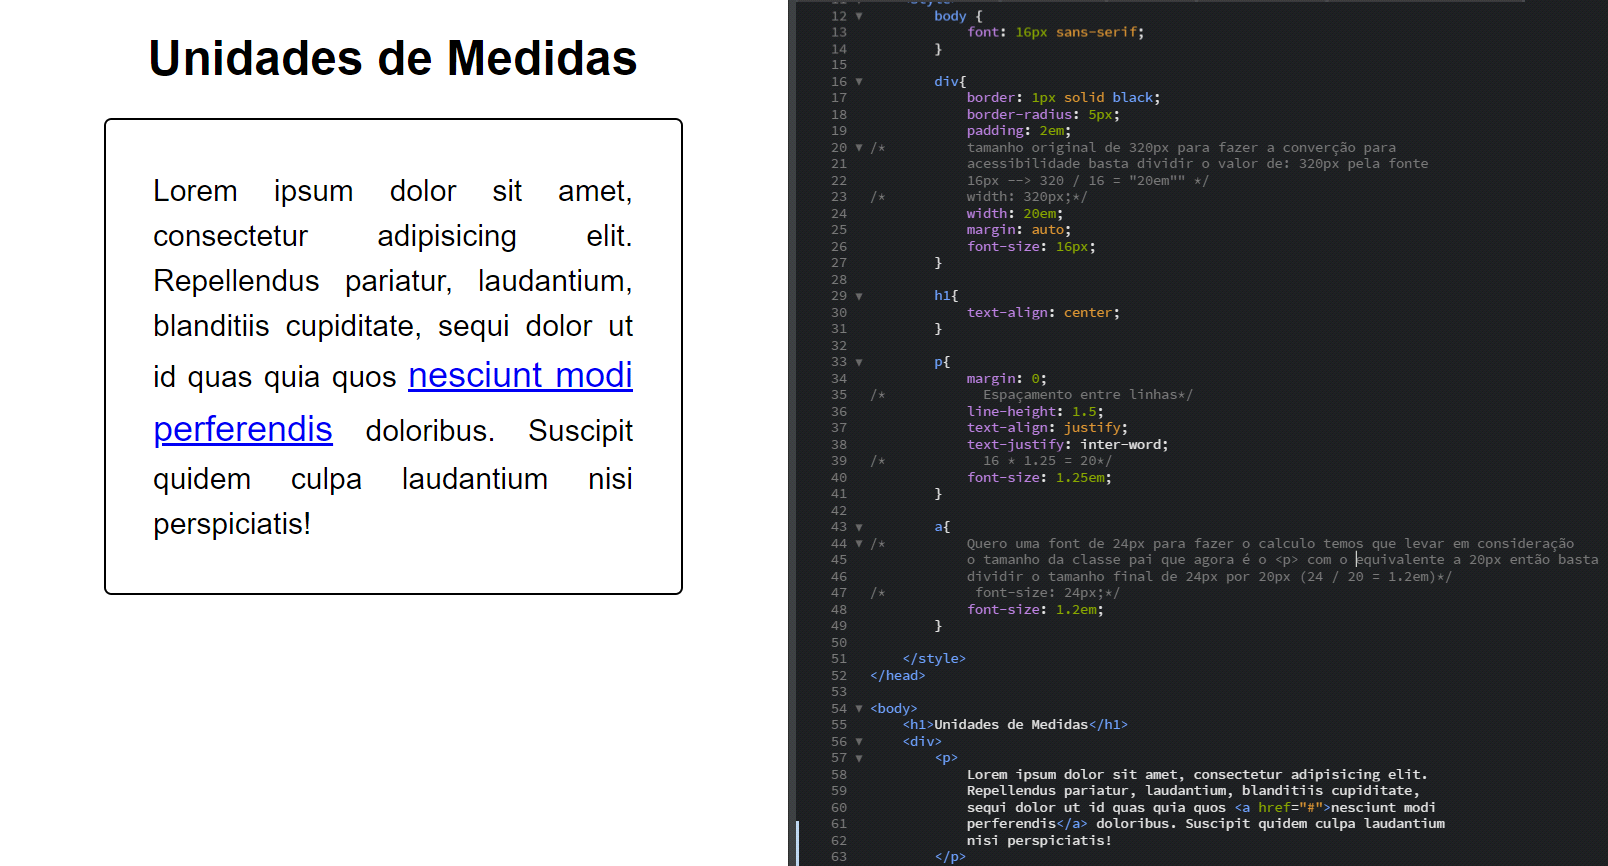 Unidades de Medidas
Lorem ipsum dolor sit amet,
consectetur adipisicing elit.
Repellendus pariatur, laudantium,
blanditiis cupiditate, sequi dolor ut
id quas quia quos nesciunt modi
perferendis doloribus. Suscipit
quidem culpa laudantium nisi
perspiciatis!
12 body {
13 font: 16px sans-serif;
14 }
15
16 div{
17 border: 1px solid black;
18 border-radius: 5px;
19 padding: 2em;
20 /* tamanho original de 320px para fazer a converção para
21 acessibilidade basta dividir o valor de: 320px pela fonte
22 16px --> 320 / 16 = "20em"" */
23 /* width: 320px;*/
24 width: 20em;
25 margin: auto;
26 font-size: 16px;
27 }
28
29 h1{
30 text-align: center;
31 }
32
33 p{
34 margin: 0;
35 /* Espaçamento entre linhas*/
36 line-height: 1.5;
37 text-align: justify;
38 text-justify: inter-word;
39 /* 16 * 1.25 = 20*/
40 font-size: 1.25em;
41 }
42
43 a{
44 /* Quero uma font de 24px para fazer o calculo temos que levar em consideração
45 o tamanho da classe pai que agora é o <p> com o equivalente a 20px então basta
46 dividir o tamanho final de 24px por 20px (24 / 20 = 1.2em)*/
47 /* font-size: 24px;*/
48 font-size: 1.2em;
49 }
50
51 </style>
52 </head>
53
54 <body>
55 <h1>Unidades de Medidas</h1>
56 <div>
57 <p>
58 Lorem ipsum dolor sit amet, consectetur adipisicing elit.
59 Repellendus pariatur, laudantium, blanditiis cupiditate,
60 sequi dolor ut id quas quia quos <a href="#">nesciunt modi
61 perferendis</a> doloribus. Suscipit quidem culpa laudantium
62 nisi perspiciatis!
63 </p>